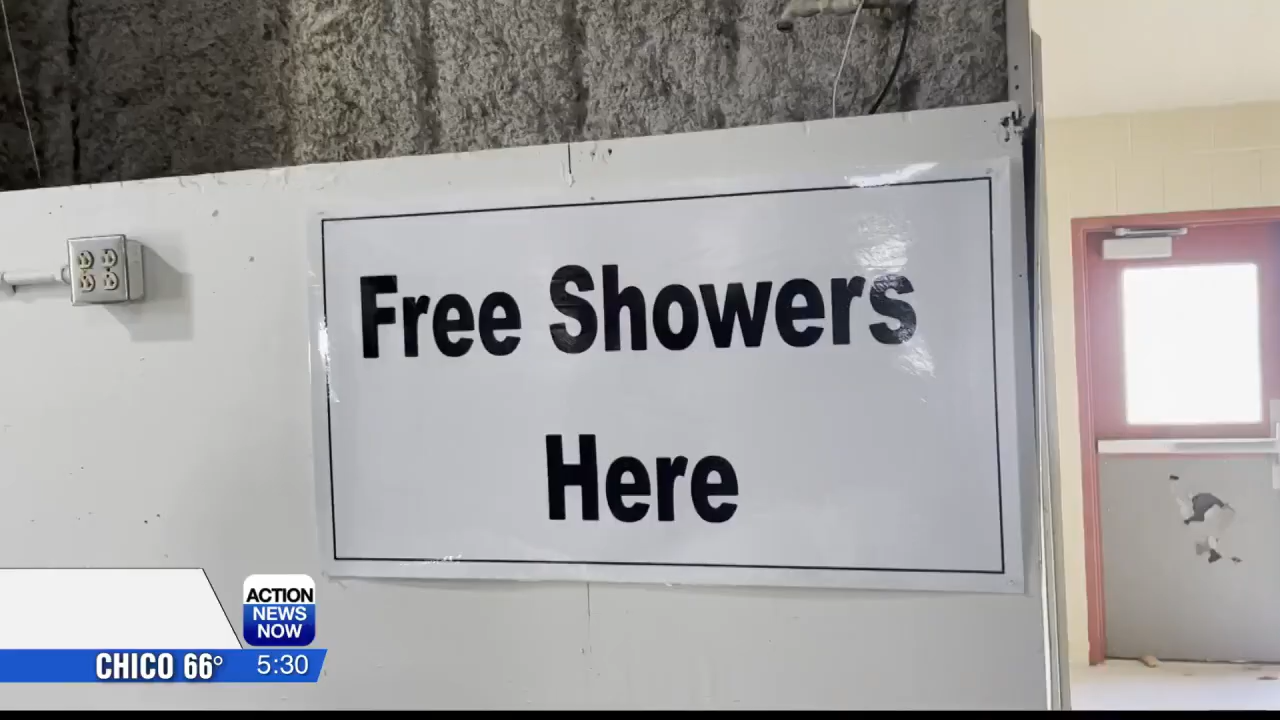 Free Showers
Here
ACTION
NEWS
NOW
CHICO 66° 5:30